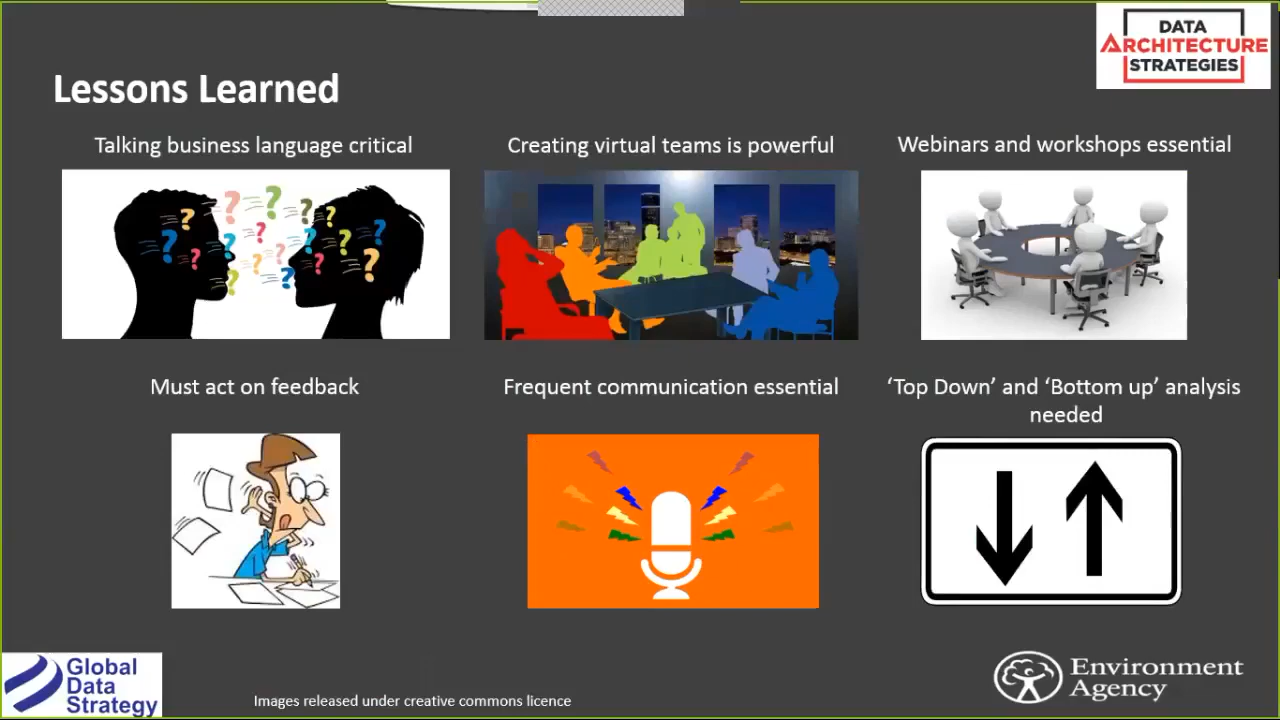 DATA
ARCHITECTURE
STRATEGIES
Lessons Learned
Talking business language critical
Creating virtual teams is powerful
Webinars and workshops essential
Must act on feedback
Frequent communication essential
‘Top Down’ and ‘Bottom up’ analysis
needed
Global
Data
Strategy
Images released under creative commons licence
Environment
Agency